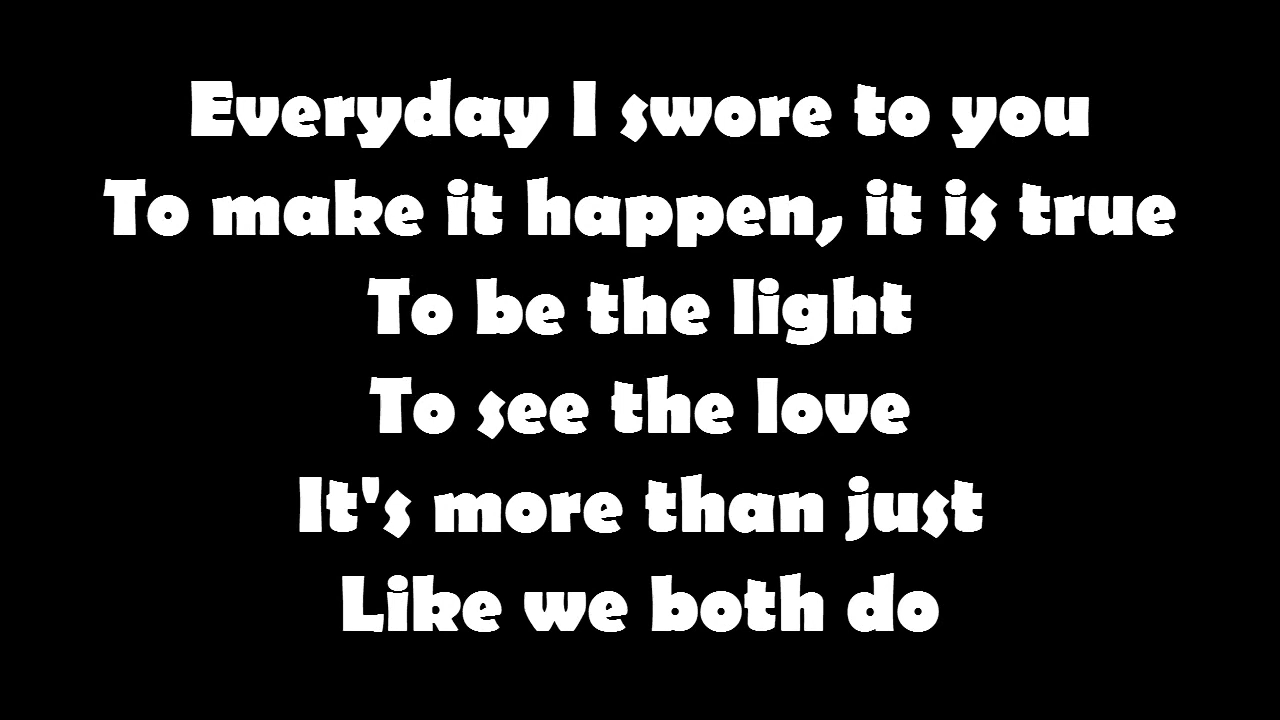 Everyday I swore to you
To make it happen, it is true
To be the light
To see the love
It's more than just
Like we both do